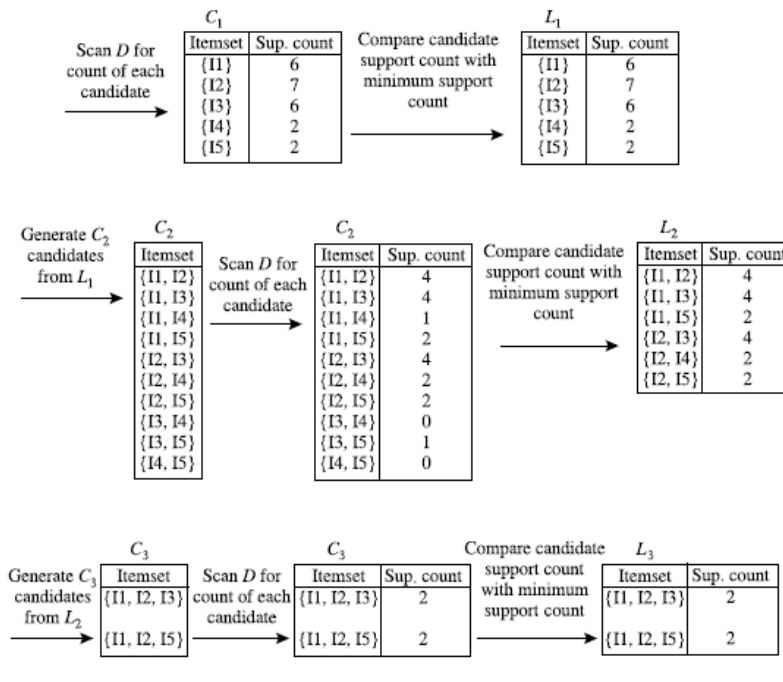 C1
L1
Scan D for
count of each
candidate
Itemset Sup. count
{I1} 6
{I2} 7
{I3} 6
{I4} 2
{I5} 2
Compare candidate
support count with
minimum support
count
Itemset Sup. count
{I1} 6
{I2} 7
{I3} 6
{I4} 2
{I5} 2
Generate C2
candidates
from L1
C2
Itemset
{I1, I2}
{I1, I3}
{I1, I4}
{I1, I5}
{I2, I3}
{I2, I4}
{I2, I5}
{I3, I4}
{I3, I5}
{I4, I5}
Scan D for
count of each
candidate
C2
Itemset Sup. count
{I1, I2} 4
{I1, I3} 4
{I1, I4} 1
{I1, I5} 2
{I2, I3} 4
{I2, I4} 2
{I2, I5} 2
{I3, I4} 0
{I3, I5} 1
{I4, I5} 0
Compare candidate
support count with
minimum support
count
L2
Itemset Sup. count
{I1, I2} 4
{I1, I3} 4
{I1, I5} 2
{I2, I3} 4
{I2, I4} 2
{I2, I5} 2
Generate C3
candidates
from L2
C3
Itemset
{I1, I2, I3}
{I1, I2, I5}
Scan D for
count of each
candidate
C3
Itemset Sup. count
{I1, I2, I3} 2
{I1, I2, I5} 2
Compare candidate
support count
with minimum
support count
L3
Itemset Sup. count
{I1, I2, I3} 2
{I1, I2, I5} 2